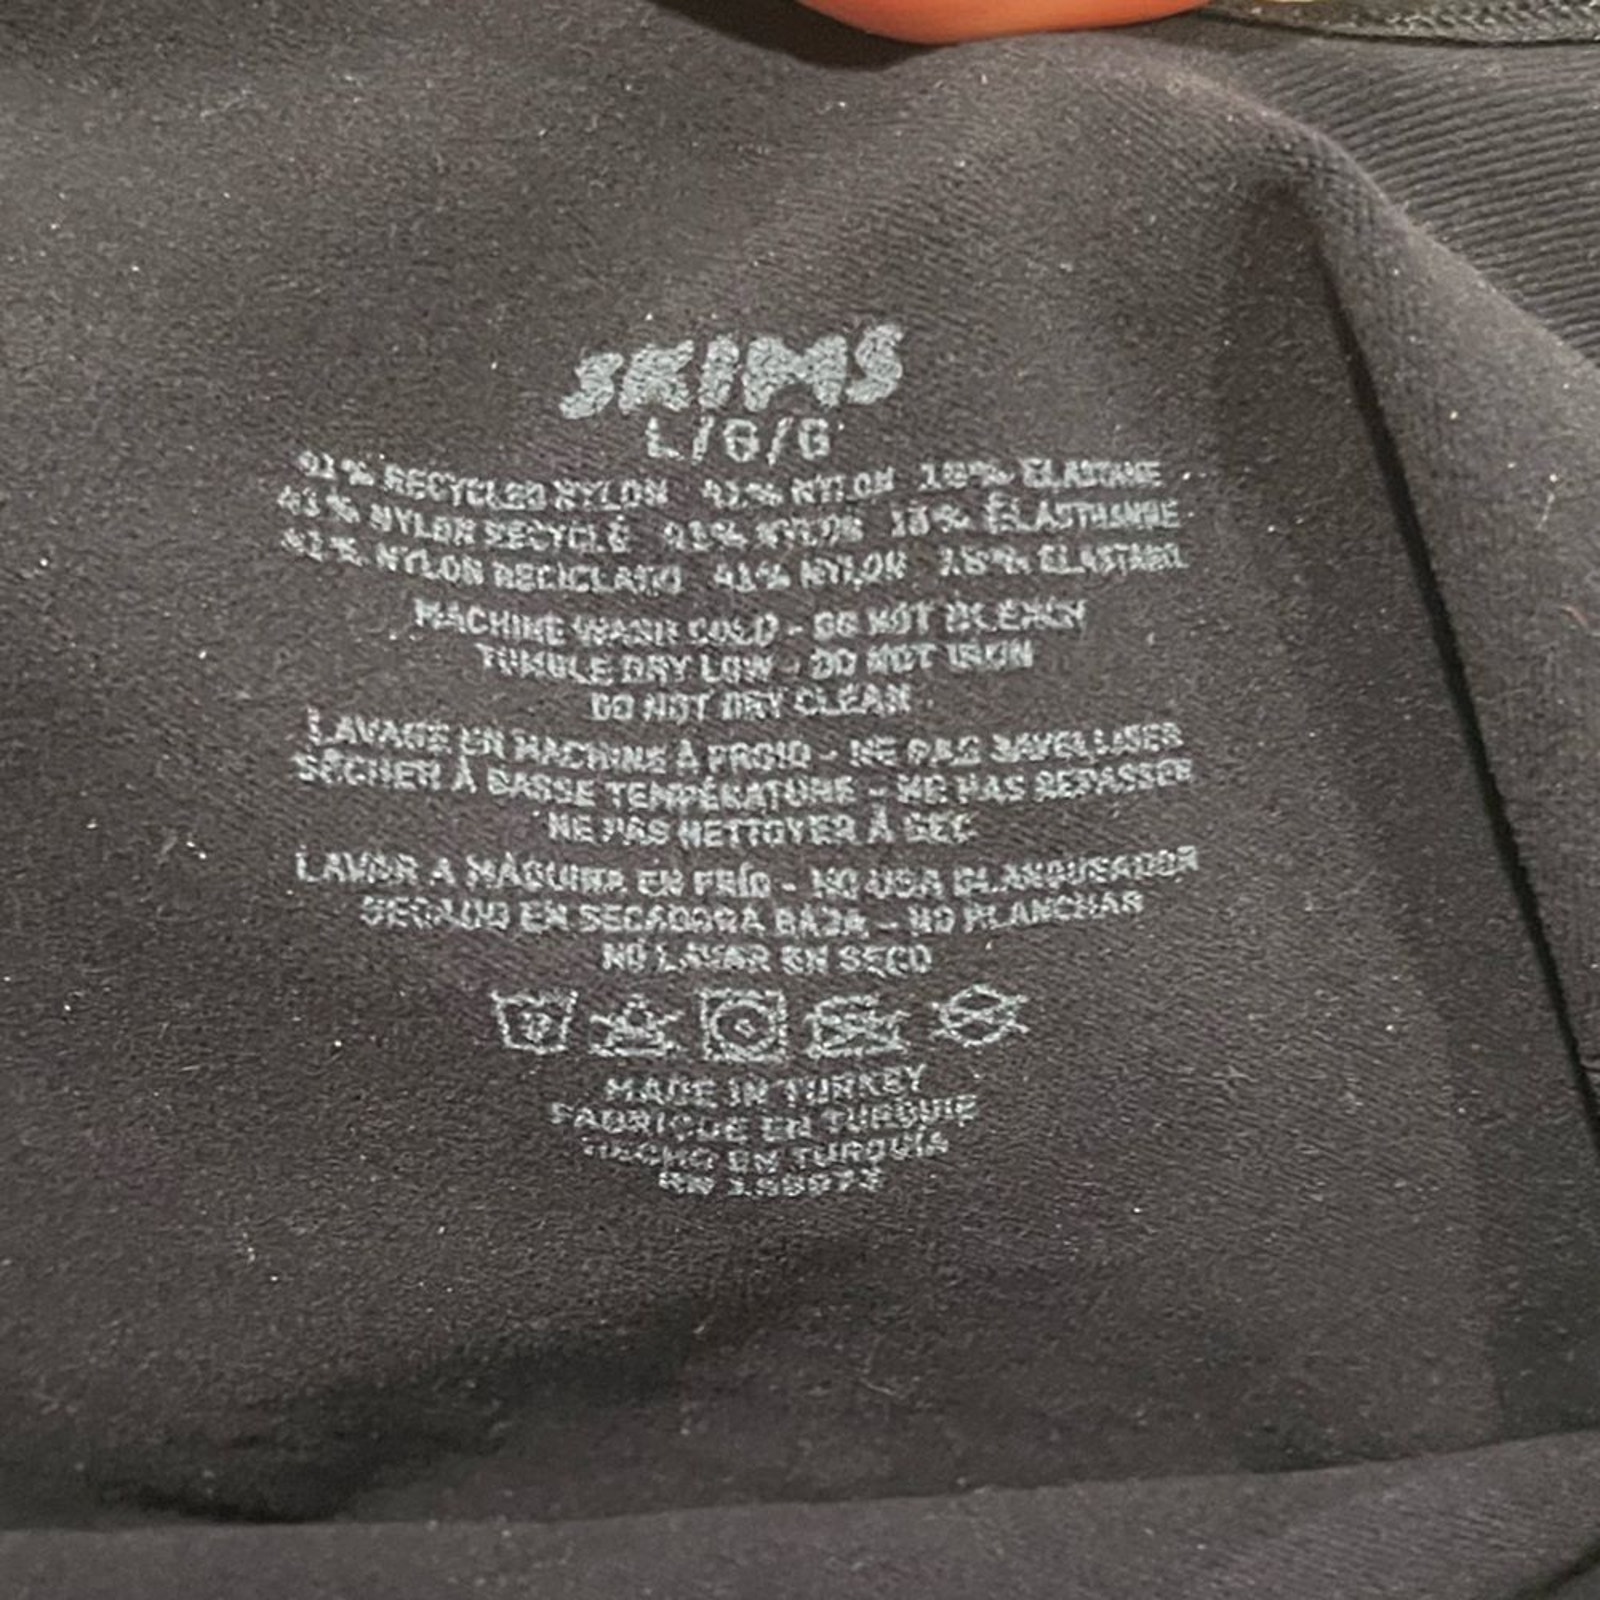 SKIMS
L/G/G
41% RECYCLED NYLON 41% NYLON 18% ELASTANE
41% NYLON RECYCLÉ 41% NYLON 18% ÉLASTHANNE
41% NYLON RECICLADO 41% NYLON 18% ELASTANO
MACHINE WASH COLD - DO NOT BLEACH
TUMBLE DRY LOW - DO NOT IRON
DO NOT DRY CLEAN
LAVAGE EN MACHINE À FROID - NE PAS JAVELLISER
SÉCHER À BASSE TEMPÉRATURE - NE PAS REPASSER
NE PAS NETTOYER À SEC
LAVAR A MÁQUINA EN FRÍO - NO USA BLANQUEADOR
SECADO EN SECADORA BAJA - NO PLANCHAR
NO LAVAR EN SECO
MADE IN TURKEY
FABRIQUÉ EN TURQUIE
HECHO EN TURQUÍA
RN